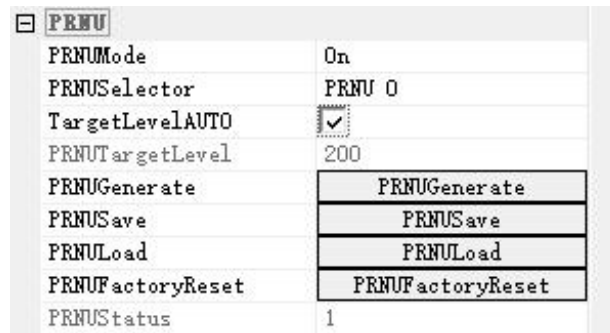 PRNU
PRNUMode On
PRNUSelector PRNU 0
TargetLevelAUTO
PRNUTargetLevel 200
PRNUGenerate PRNUGenerate
PRNUSave PRNUSave
PRNULoad PRNULoad
PRNUFactoryReset PRNUFactoryReset
PRNUStatus 1